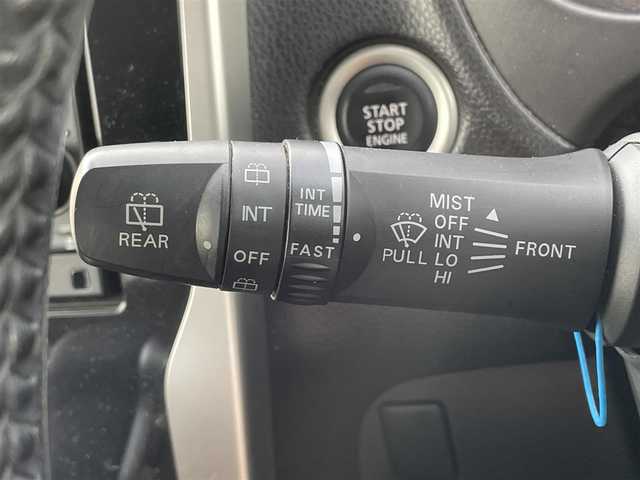 START
STOP
ENGINE
REAR
INT
OFF
INT
TIME
FAST
PULL
MIST
OFF
INT
LO
HI
FRONT